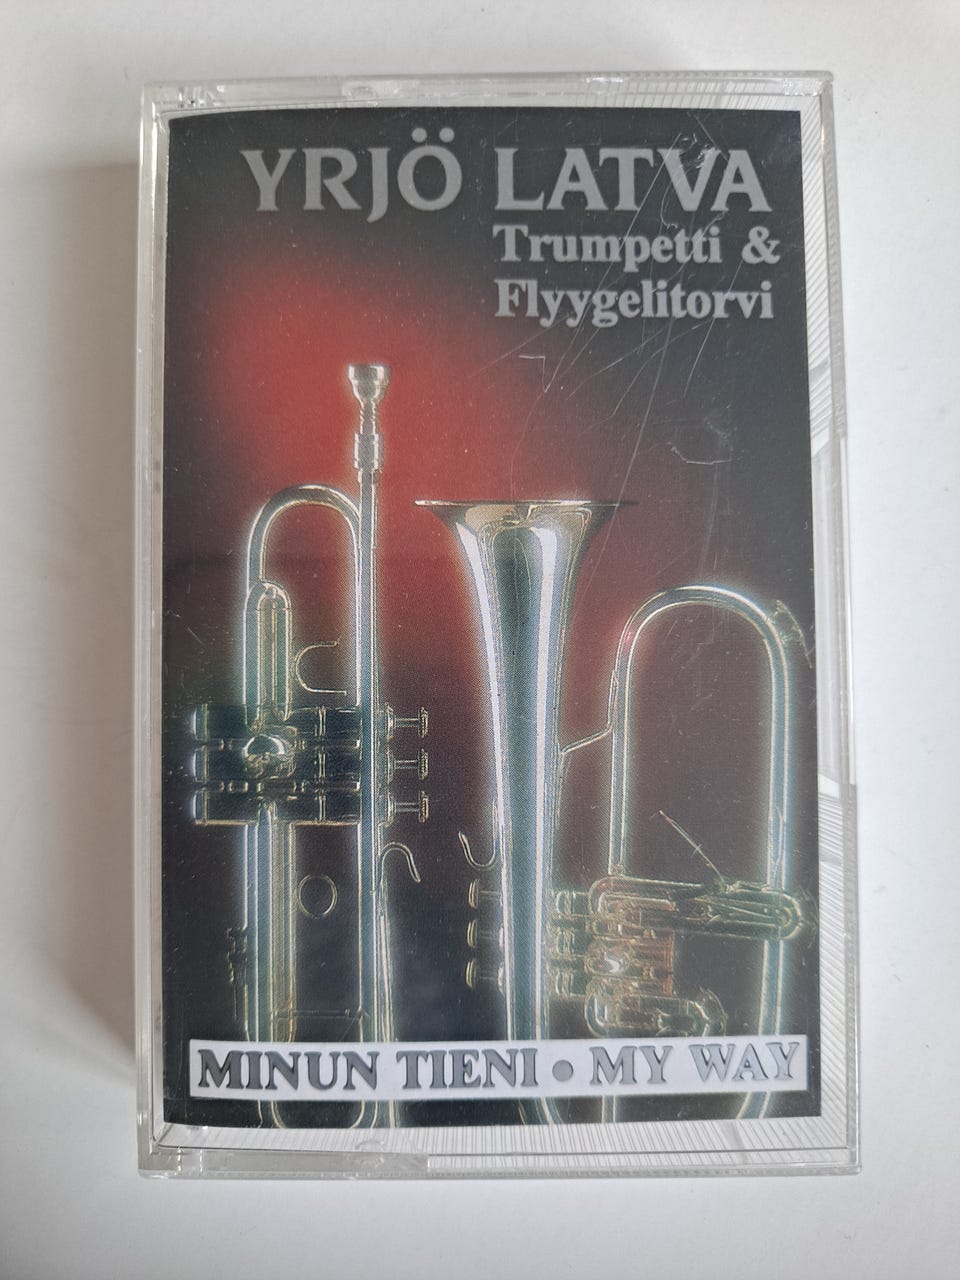 YRJÖ LATVA
Trumpetti &
Flyygelitorvi
MINUN TIENI • MY WAY